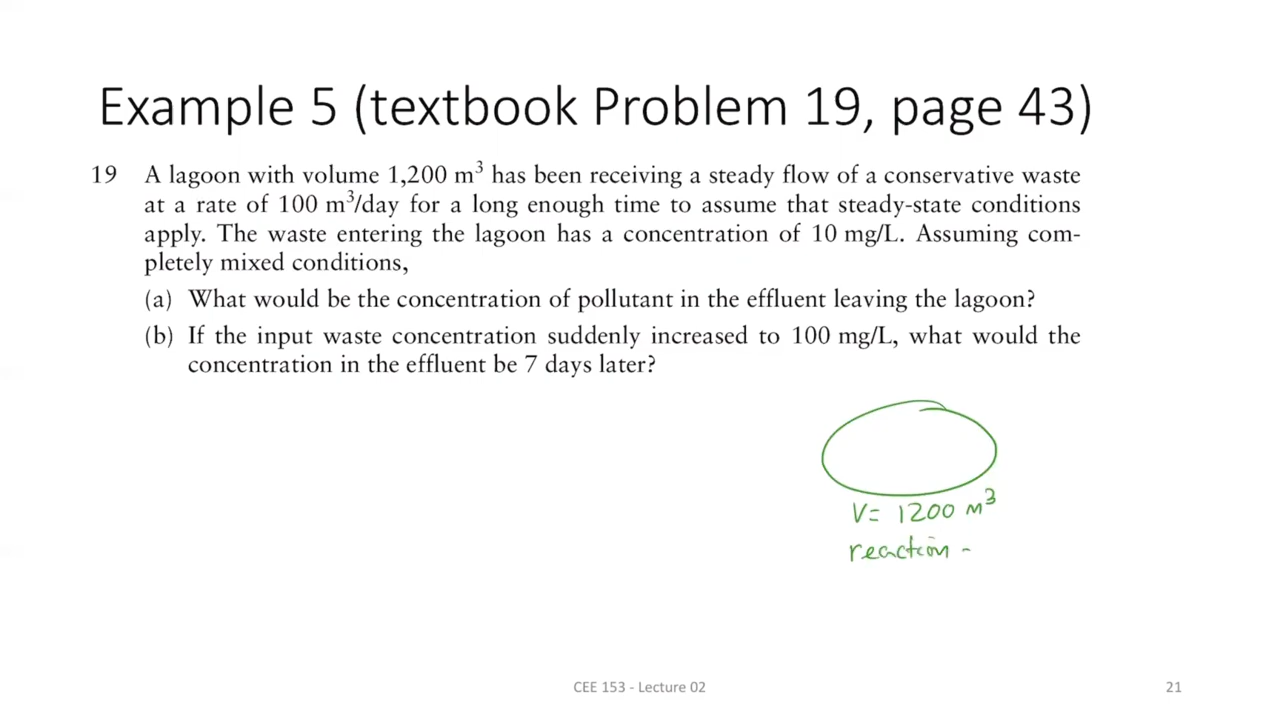 Example 5 (textbook Problem 19, page 43)
19 A lagoon with volume 1,200 m³ has been receiving a steady flow of a conservative waste
at a rate of 100 m³/day for a long enough time to assume that steady-state conditions
apply. The waste entering the lagoon has a concentration of 10 mg/L. Assuming com-
pletely mixed conditions,
(a) What would be the concentration of pollutant in the effluent leaving the lagoon?
(b) If the input waste concentration suddenly increased to 100 mg/L, what would the
concentration in the effluent be 7 days later?
V= 1200 m³
reaction -
CEE 153 - Lecture 02
21